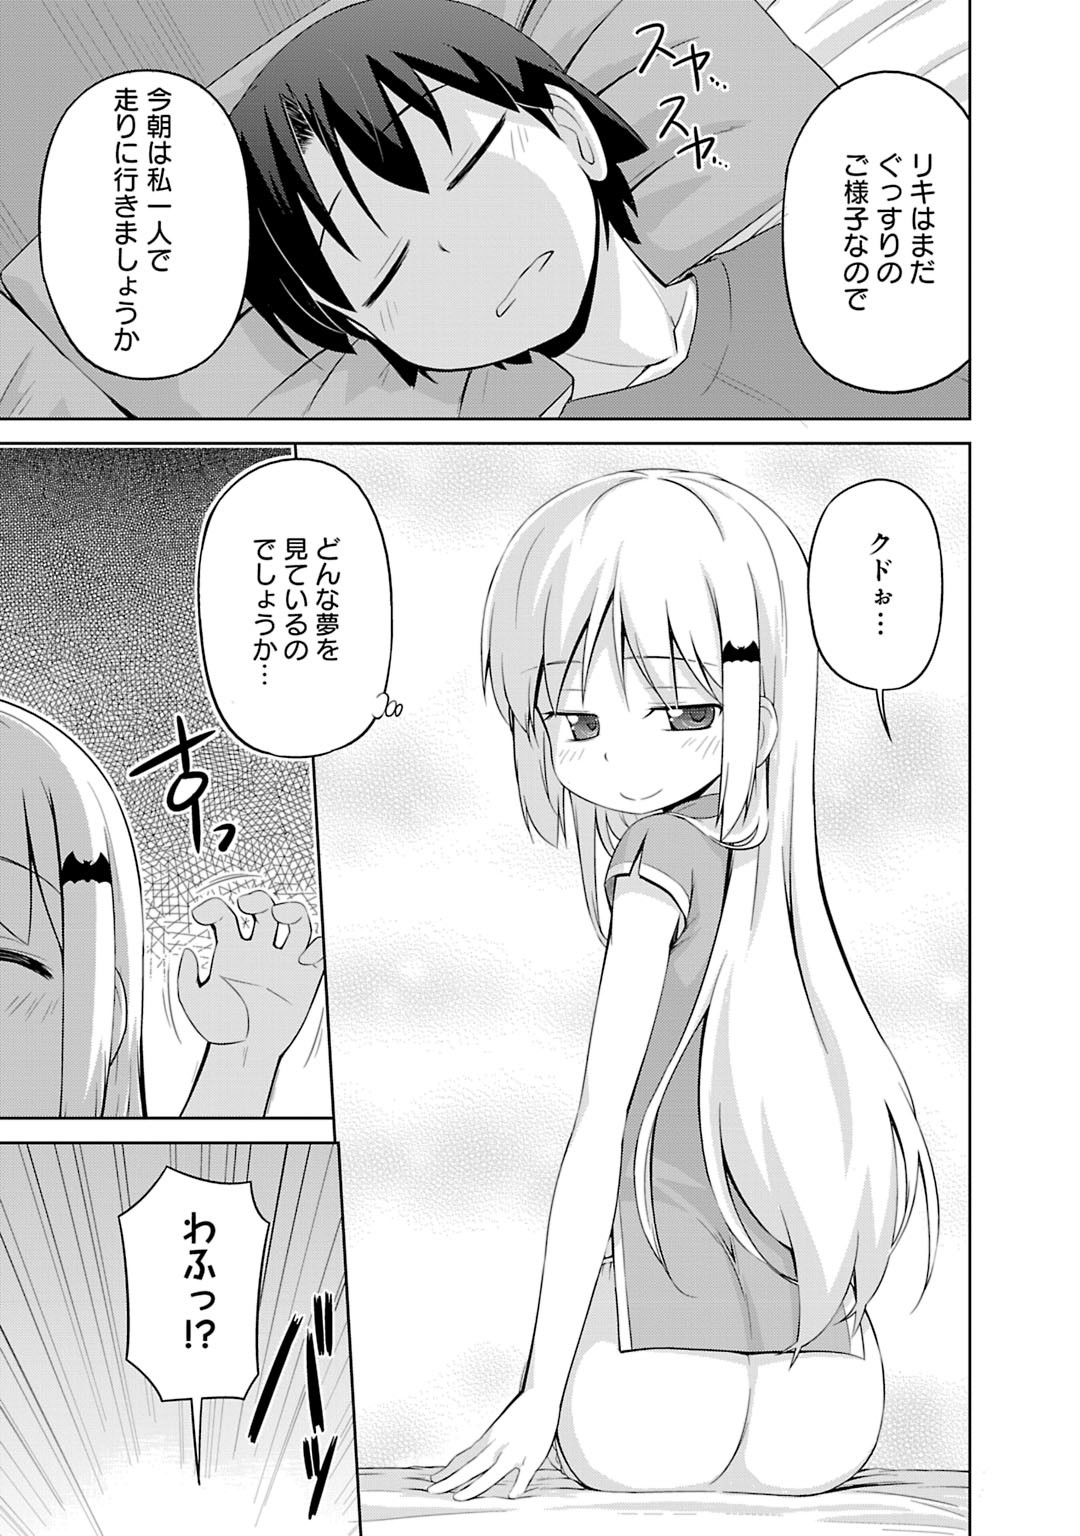 リキはまだ
ぐっすりの
ご様子なので
スヤ…
スヤ…
今朝は私一人で
走りに行きましょうか
クドぉ…
どんな夢を
見ているの
でしょうか…
わふっ!?